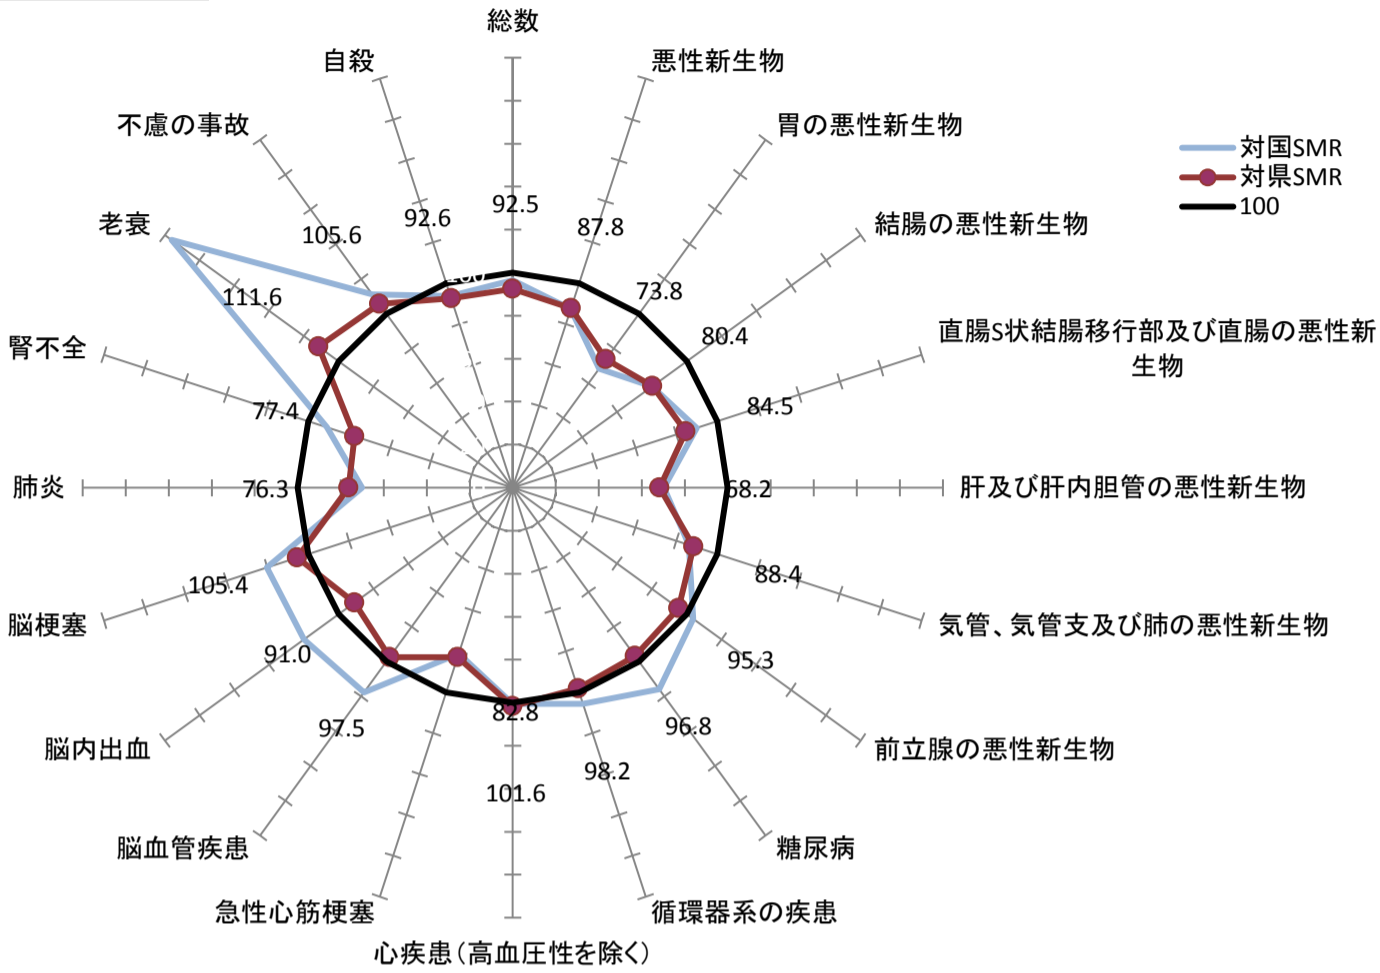 総数
自殺
悪性新生物
不慮の事故
胃の悪性新生物
対国SMR
対県SMR
100
老衰
結腸の悪性新生物
92.6
92.5
87.8
105.6
111.6
73.8
80.4
腎不全
直腸S状結腸移行部及び直腸の悪性新
生物
77.4
84.5
肺炎
76.3
68.2
肝及び肝内胆管の悪性新生物
105.4
88.4
脳梗塞
気管、気管支及び肺の悪性新生物
91.0
95.3
脳内出血
97.5
82.8
96.8
前立腺の悪性新生物
98.2
101.6
脳血管疾患
糖尿病
急性心筋梗塞
循環器系の疾患
心疾患(高血圧性を除く)